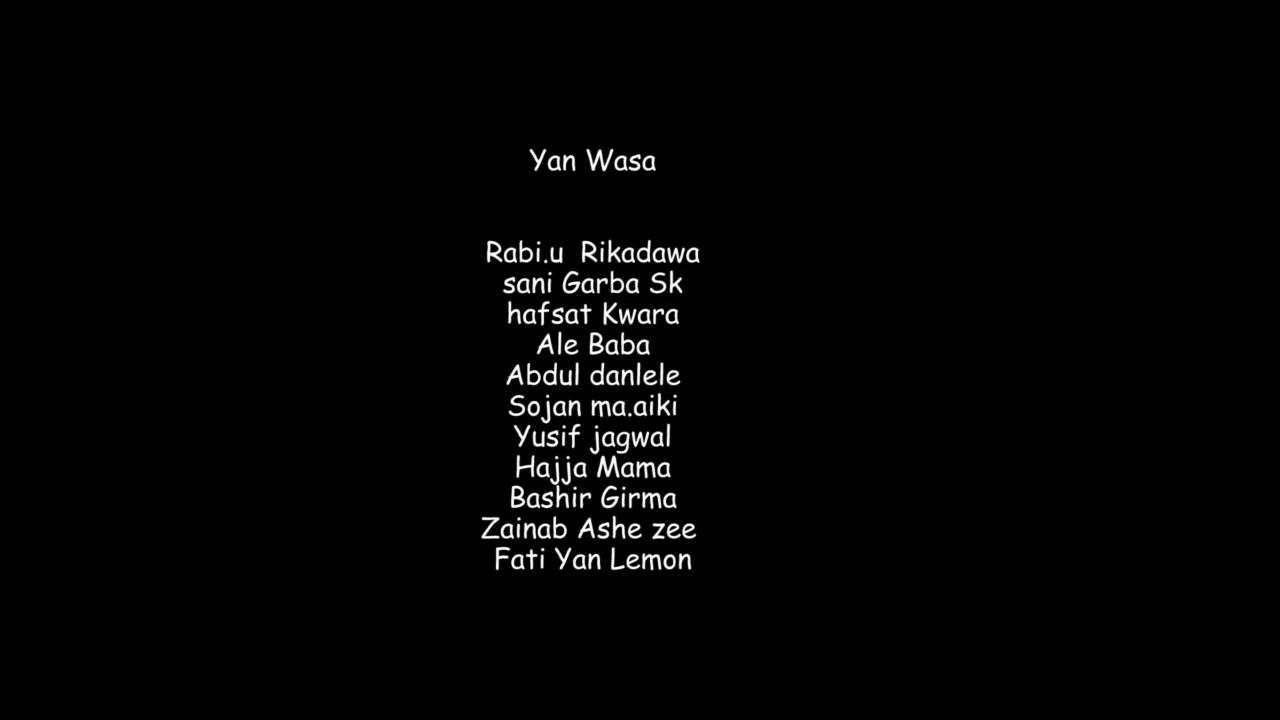 Yan Wasa
Rabi.u Rikadawa
sani Garba Sk
hafsat Kwara
Ale Baba
Abdul danlele
Sojan ma.aiki
Yusif jagwal
Hajja Mama
Bashir Girma
Zainab Ashe zee
Fati Yan Lemon